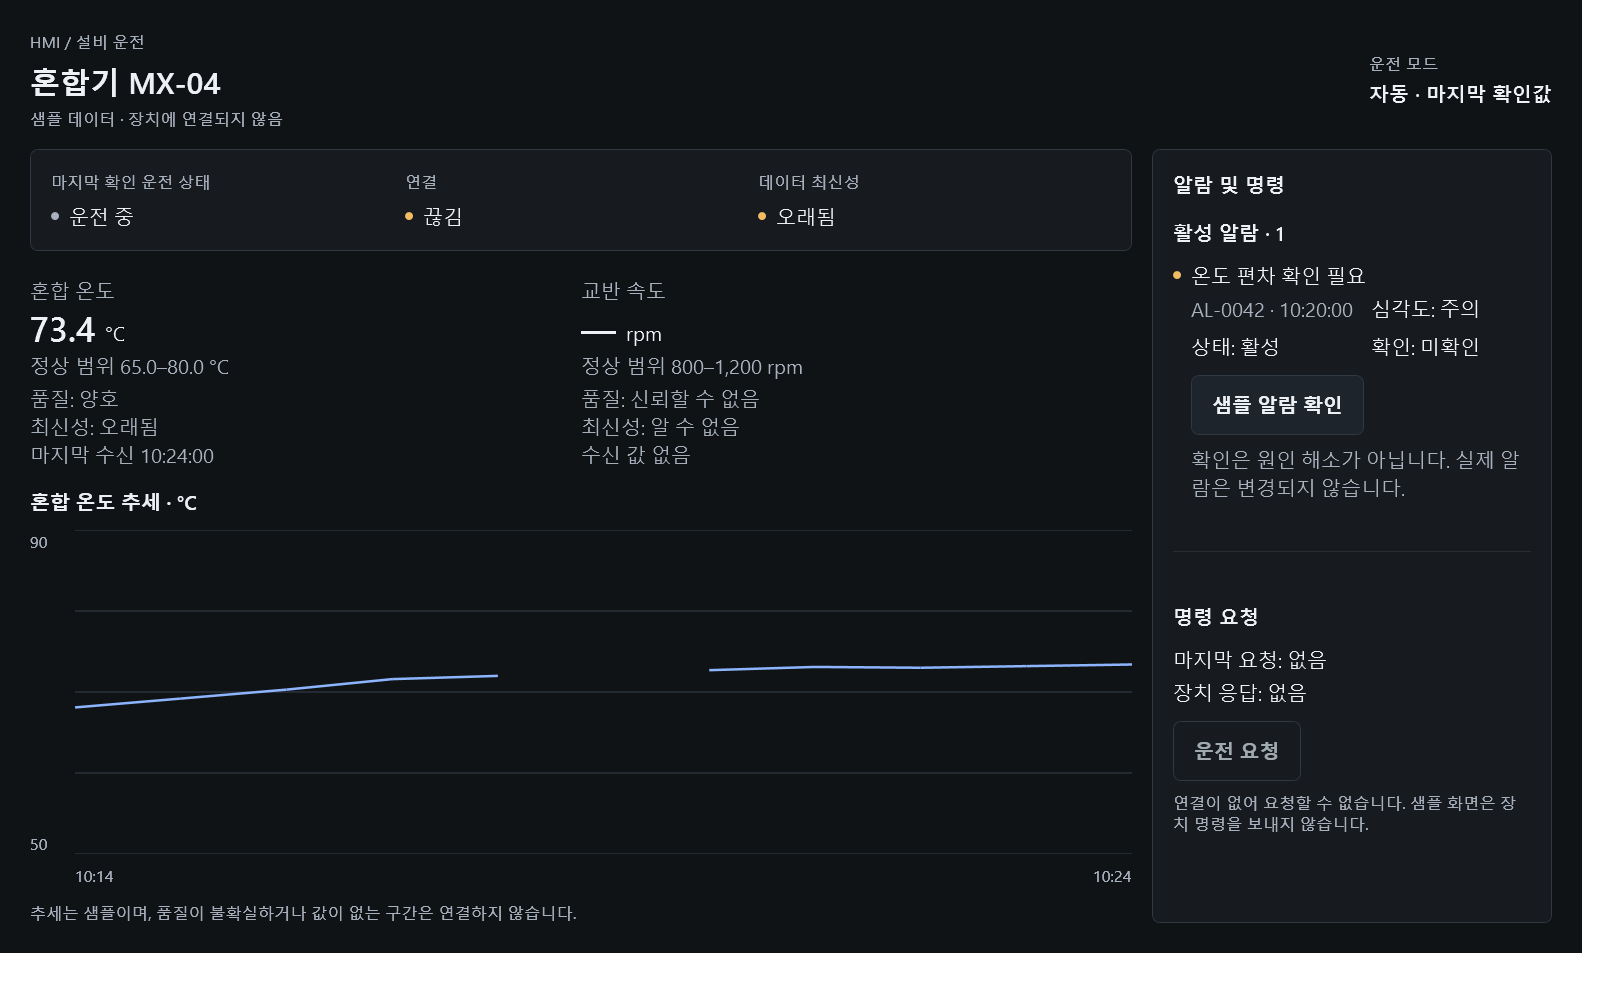 HMI / 설비 운전
혼합기 MX-04
샘플 데이터 · 장치에 연결되지 않음
운전 모드
자동 · 마지막 확인값
마지막 확인 운전 상태
운전 중
연결
끊김
데이터 최신성
오래됨
혼합 온도
73.4 °C
정상 범위 65.0–80.0 °C
품질: 양호
최신성: 오래됨
마지막 수신 10:24:00
교반 속도
— rpm
정상 범위 800–1,200 rpm
품질: 신뢰할 수 없음
최신성: 알 수 없음
수신 값 없음
혼합 온도 추세 · °C
90
50
10:14
10:24
추세는 샘플이며, 품질이 불확실하거나 값이 없는 구간은 연결하지 않습니다.
알람 및 명령
활성 알람 · 1
온도 편차 확인 필요
AL-0042 · 10:20:00 심각도: 주의
상태: 활성 확인: 미확인
샘플 알람 확인
확인은 원인 해소가 아닙니다. 실제 알
람은 변경되지 않습니다.
명령 요청
마지막 요청: 없음
장치 응답: 없음
운전 요청
연결이 없어 요청할 수 없습니다. 샘플 화면은 장
치 명령을 보내지 않습니다.